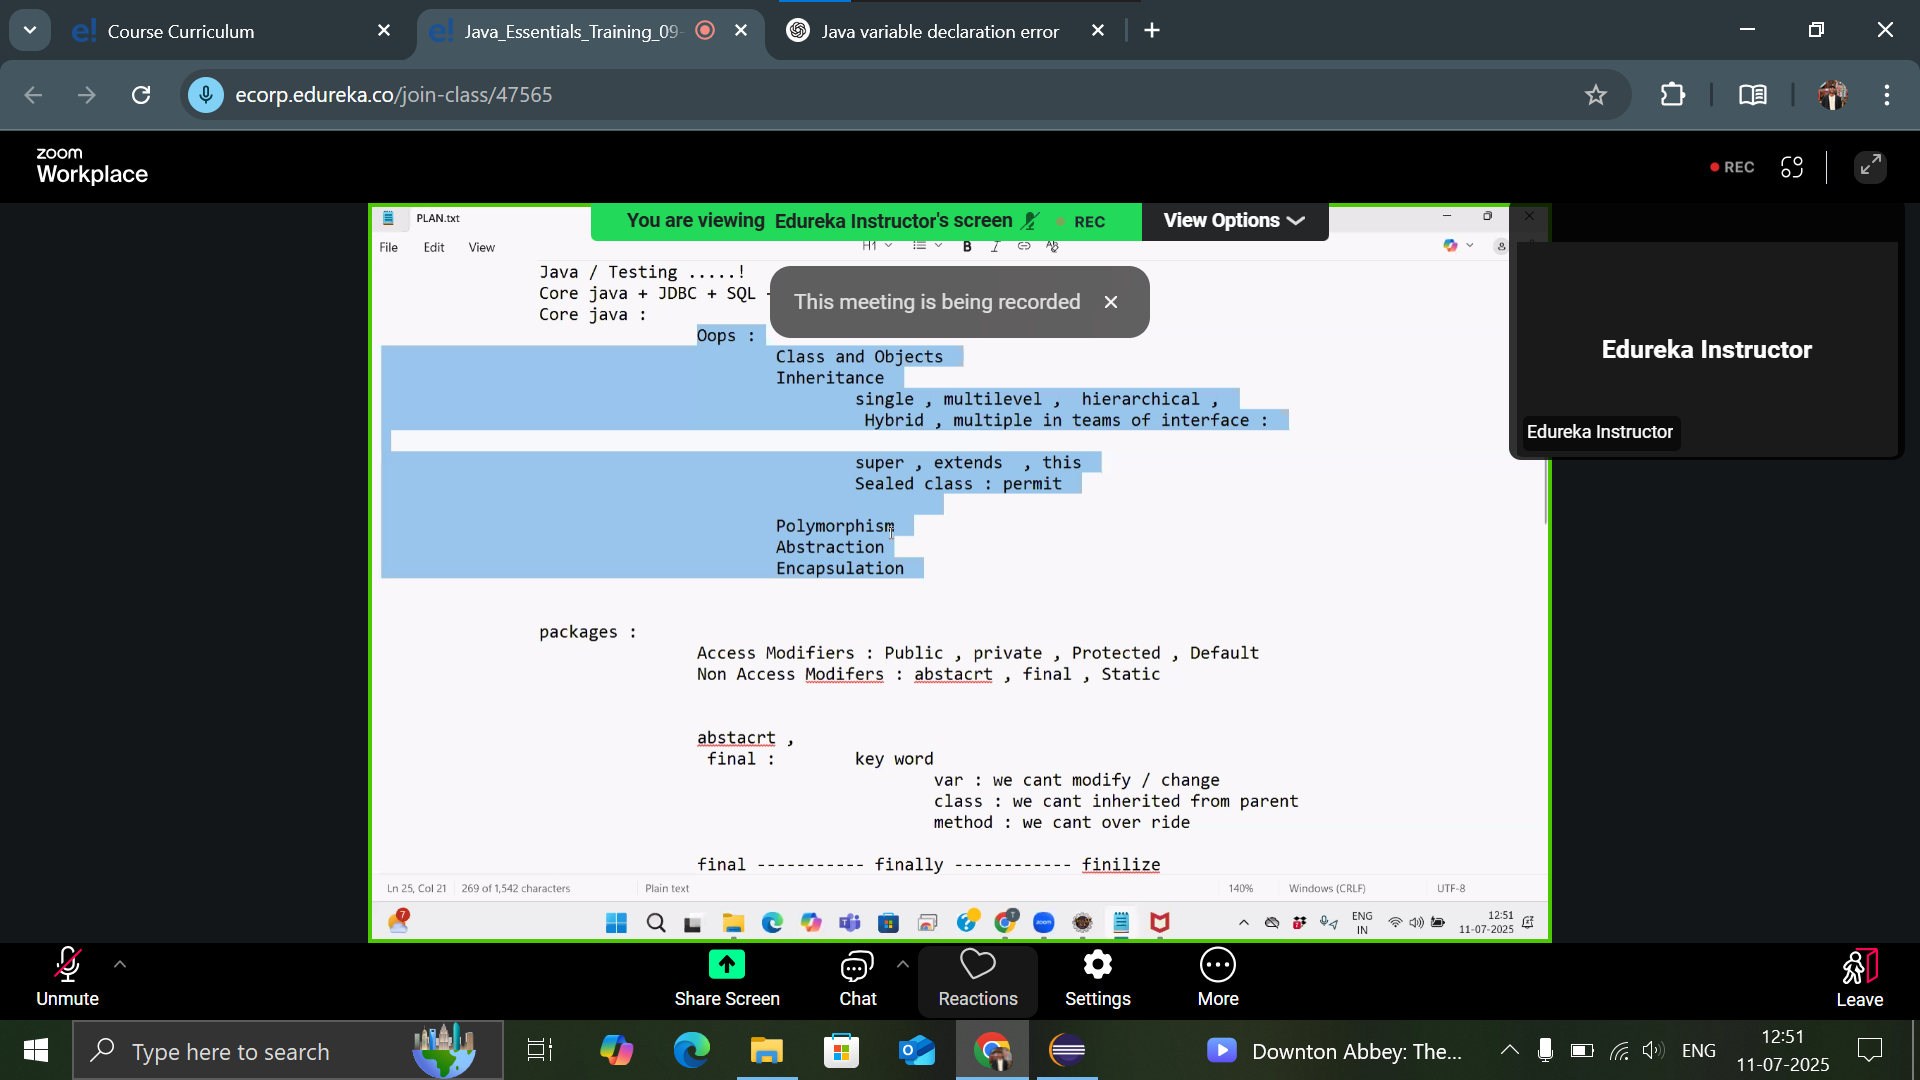 Course Curriculum
Java_Essentials_Training_09-
Java variable declaration error
ecorp.edureka.co/join-class/47565
zoom
Workplace
REC
PLAN.txt
You are viewing Edureka Instructor's screen
REC
View Options
File Edit View
H1
B I
Java / Testing .....!
Core java + JDBC + SQL
This meeting is being recorded
Core java :
Oops :
Class and Objects
Inheritance
single , multilevel , hierarchical ,
Hybrid , multiple in teams of interface :
super , extends , this
Sealed class : permit
Polymorphism
Abstraction
Encapsulation
Edureka Instructor
Edureka Instructor
packages :
Access Modifiers : Public , private , Protected , Default
Non Access Modifers : abstacrt , final , Static
abstacrt ,
final : key word
var : we cant modify / change
class : we cant inherited from parent
method : we cant over ride
final ----------- finally ------------ finilize
Ln 25, Col 21 269 of 1,542 characters Plain text 140% Windows (CRLF) UTF-8
7
zoom
ENG
IN
12:51
11-07-2025
Unmute
Share Screen
Chat
Reactions
Settings
More
Leave
Type here to search
Downton Abbey: The...
ENG
12:51
11-07-2025